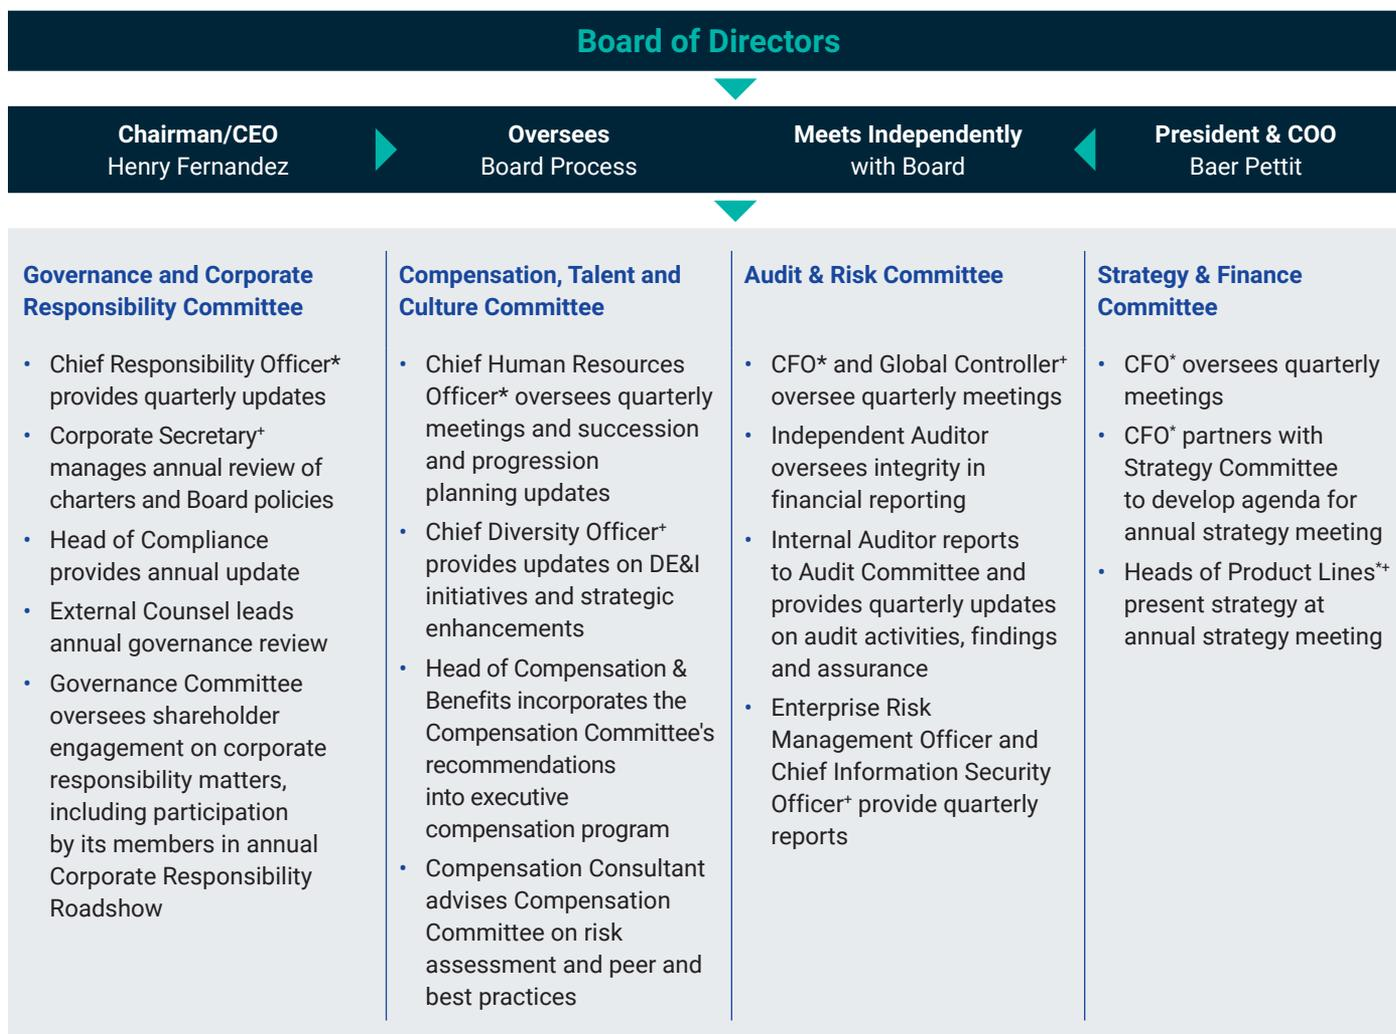 Board of Directors
Chairman/CEO
Henry Fernandez
Oversees
Board Process
Meets Independently
with Board
President & COO
Baer Pettit
Governance and Corporate
Responsibility Committee
• Chief Responsibility Officer*
provides quarterly updates
• Corporate Secretary⁺
manages annual review of
charters and Board policies
• Head of Compliance
provides annual update
• External Counsel leads
annual governance review
• Governance Committee
oversees shareholder
engagement on corporate
responsibility matters,
including participation
by its members in annual
Corporate Responsibility
Roadshow
Compensation, Talent and
Culture Committee
• Chief Human Resources
Officer* oversees quarterly
meetings and succession
and progression
planning updates
• Chief Diversity Officer⁺
provides updates on DE&I
initiatives and strategic
enhancements
• Head of Compensation &
Benefits incorporates the
Compensation Committee's
recommendations
into executive
compensation program
• Compensation Consultant
advises Compensation
Committee on risk
assessment and peer and
best practices
Audit & Risk Committee
• CFO* and Global Controller⁺
oversee quarterly meetings
• Independent Auditor
oversees integrity in
financial reporting
• Internal Auditor reports
to Audit Committee and
provides quarterly updates
on audit activities, findings
and assurance
• Enterprise Risk
Management Officer and
Chief Information Security
Officer⁺ provide quarterly
reports
Strategy & Finance
Committee
• CFO* oversees quarterly
meetings
• CFO* partners with
Strategy Committee
to develop agenda for
annual strategy meeting
• Heads of Product Lines*⁺
present strategy at
annual strategy meeting